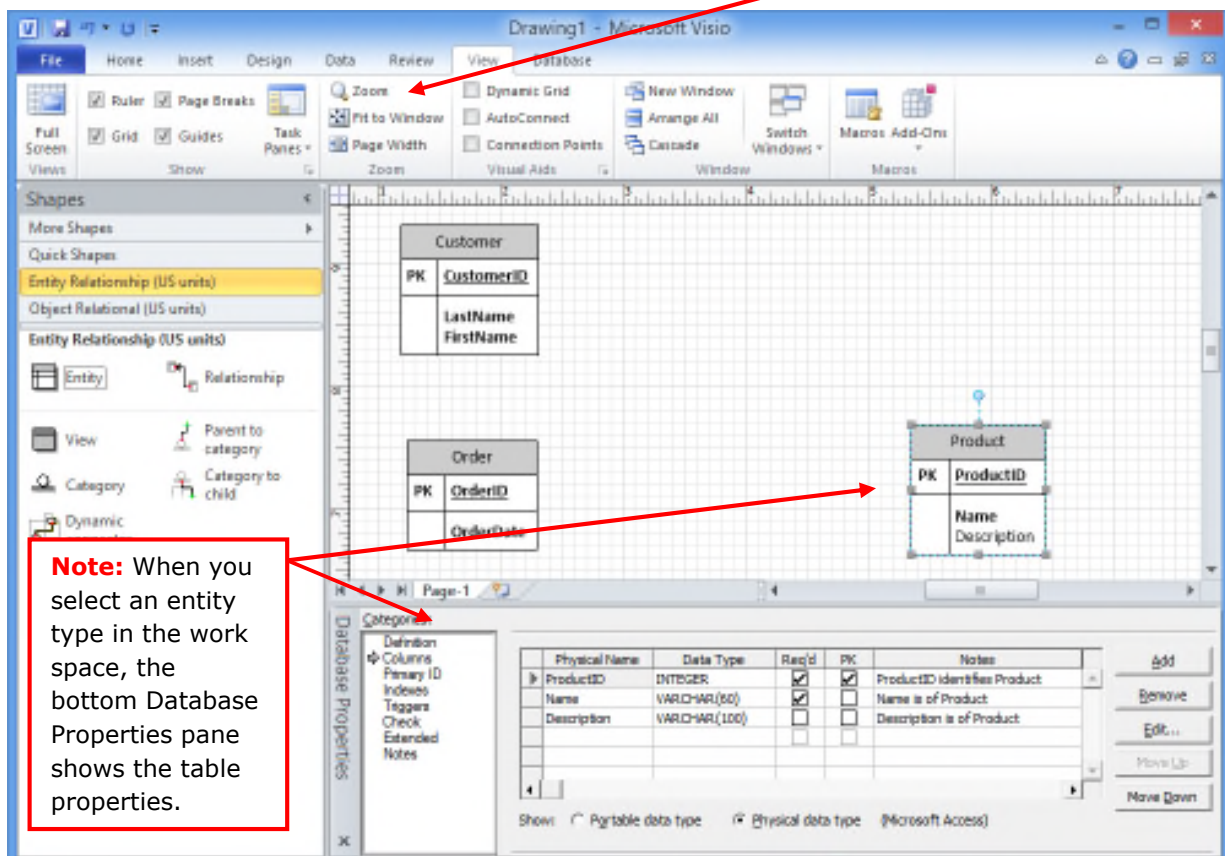 Drawing1 - Microsoft Visio
File Home Insert Design Data Review View Database
Ruler Page Breaks
Grid Guides
Full Screen
Task Panes
Zoom
Fit to Window
Page Width
Dynamic Grid
AutoConnect
Connection Points
New Window
Arrange All
Cascade
Switch Windows
Macros Add-Ons
Views Show Zoom Visual Aids Window Macros
Shapes
More Shapes
Quick Shapes
Entity Relationship (US units)
Object Relational (US units)
Entity Relationship (US units)
Entity Relationship
View Parent to category
Category Category to child
Dynamic
1 2 3 4 5 6 7
Customer
PK CustomerID
LastName
FirstName
Order
PK OrderID
OrderDate
Product
PK ProductID
Name
Description
Note: When you
select an entity
type in the work
space, the
bottom Database
Properties pane
shows the table
properties.
Page-1
Database Properties
Categories:
Definition
Columns
Primary ID
Indexes
Triggers
Check
Extended
Notes
Physical Name Data Type Req'd PK Notes
ProductID INTEGER ProductID identifies Product
Name VARCHAR(60) Name is of Product
Description VARCHAR(100) Description is of Product
Add
Remove
Edit...
Move Up
Move Down
Show: Portable data type Physical data type (Microsoft Access)